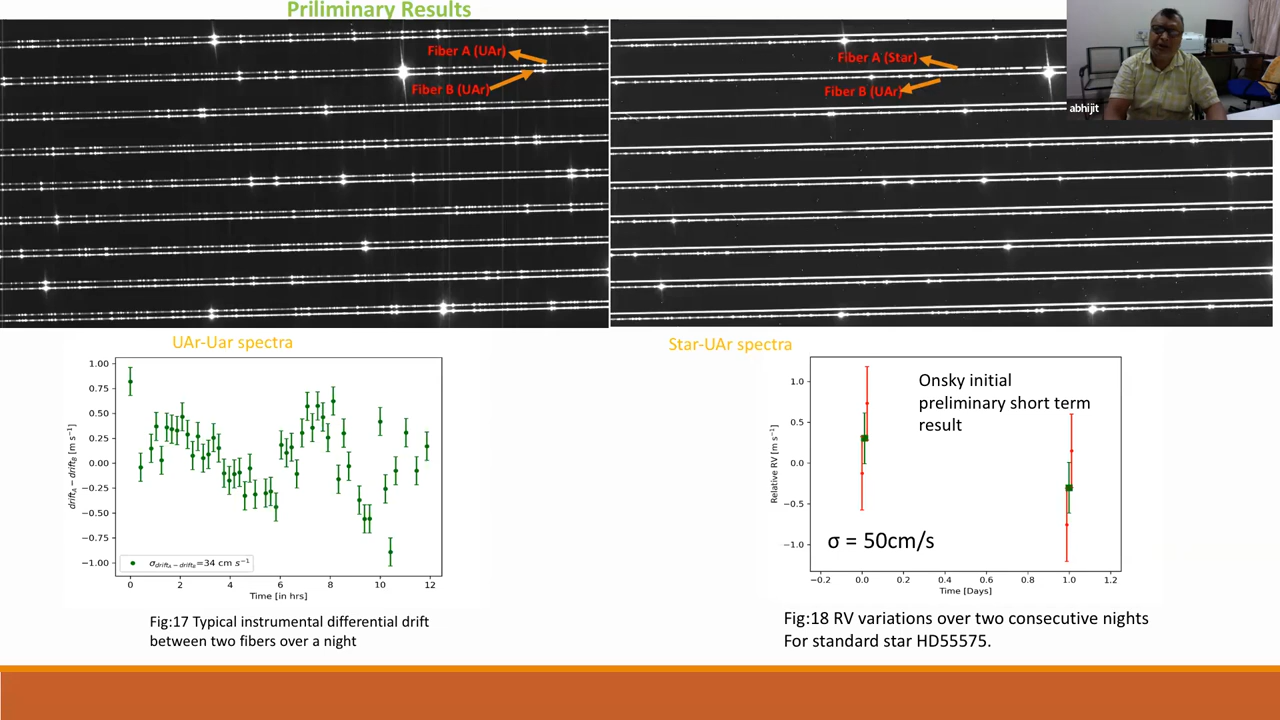 Priliminary Results
Fiber A (UAr)
Fiber B (UAr)
Fiber A (Star)
Fiber B (UAr)
abhijit
UAr-Uar spectra
Star-UAr spectra
1.00
0.75
0.50
0.25
0.00
−0.25
−0.50
−0.75
−1.00
drift_A − drift_B [m s⁻¹]
σ_drift_A − drift_B=34 cm s⁻¹
0 2 4 6 8 10 12
Time [in hrs]
1.0
0.5
0.0
−0.5
−1.0
Relative RV [m s⁻¹]
Onsky initial
preliminary short term
result
σ = 50cm/s
−0.2 0.0 0.2 0.4 0.6 0.8 1.0 1.2
Time [Days]
Fig:17 Typical instrumental differential drift
between two fibers over a night
Fig:18 RV variations over two consecutive nights
For standard star HD55575.